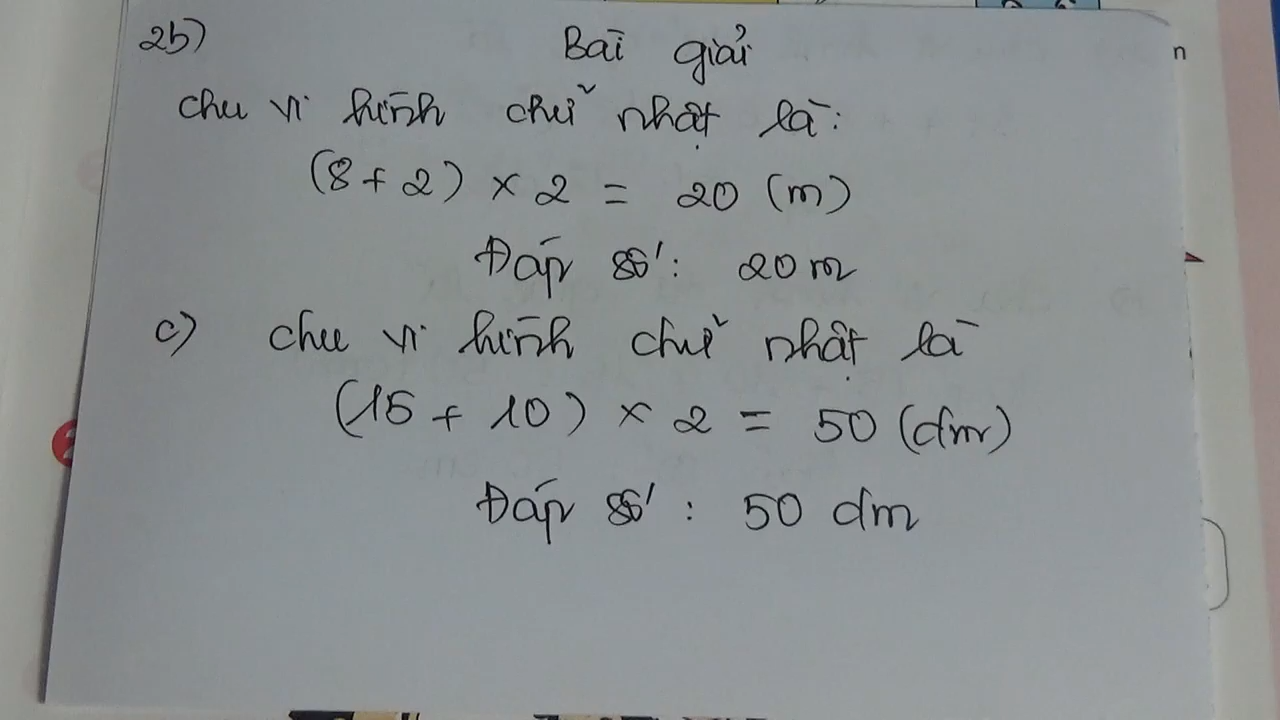 2b) Bài giải
chu vi hình chữ nhật là:
(8 + 2) × 2 = 20 (m)
Đáp số: 20 m
c) chu vi hình chữ nhật là
(15 + 10) × 2 = 50 (dm)
Đáp số : 50 dm
n